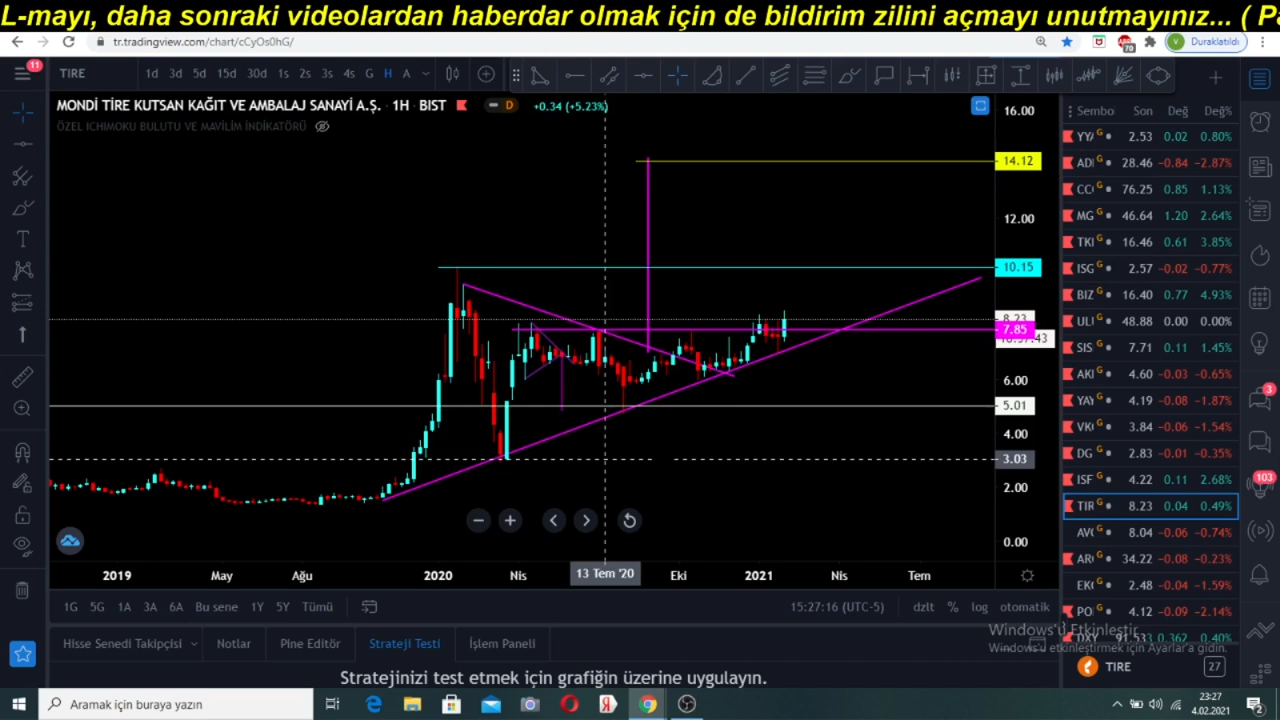 L-mayı, daha sonraki videolardan haberdar olmak için de bildirim zilini açmayı unutmayınız... ( Pa
tr.tradingview.com/chart/cCyOs0hG/
70
V Duraklatıldı
11
TIRE 1d 3d 5d 15d 30d 1s 2s 3s 4s G H A
MONDİ TİRE KUTSAN KAĞIT VE AMBALAJ SANAYİ A.Ş. 1H BIST D +0.34 (+5.23%)
ÖZEL ICHIMOKU BULUTU VE MAVİLİM İNDİKATÖRÜ
16.00
14.12
12.00
10.15
8.23
7.85
6.00
5.01
4.00
3.03
2.00
0.00
2019 May Ağu 2020 Nis 13 Tem '20 Eki 2021 Nis Tem
Sembo Son Değ Değ%
YY 2.53 0.02 0.80%
ADI 28.46 -0.84 -2.87%
CC 76.25 0.85 1.13%
MG 46.64 1.20 2.64%
TKI 16.46 0.61 3.85%
ISG 2.57 -0.02 -0.77%
BIZ 16.40 0.77 4.93%
ULI 48.88 0.00 0.00%
SIS 7.71 0.11 1.45%
AKI 4.60 -0.03 -0.65%
YAY 4.19 -0.08 -1.87%
VK 3.84 -0.06 -1.54%
DG 2.83 -0.01 -0.35%
ISF 4.22 0.11 2.68%
TIR 8.23 0.04 0.49%
AV 8.04 -0.06 -0.74%
ARI 34.22 -0.08 -0.23%
EK 2.48 -0.04 -1.59%
PO 4.12 -0.09 -2.14%
DXY 91.533 0.362 0.40%
3
103
1G 5G 1A 3A 6A Bu sene 1Y 5Y Tümü
15:27:16 (UTC-5) dzlt % log otomatik
Windows'u Etkinleştir
Windows'u etkinleştirmek için Ayarlar'a gidin.
Hisse Senedi Takipçisi Notlar Pine Editör Strateji Testi İşlem Paneli
TIRE 27
Stratejinizi test etmek için grafiğin üzerine uygulayın.
Aramak için buraya yazın
23:27
4.02.2021
2